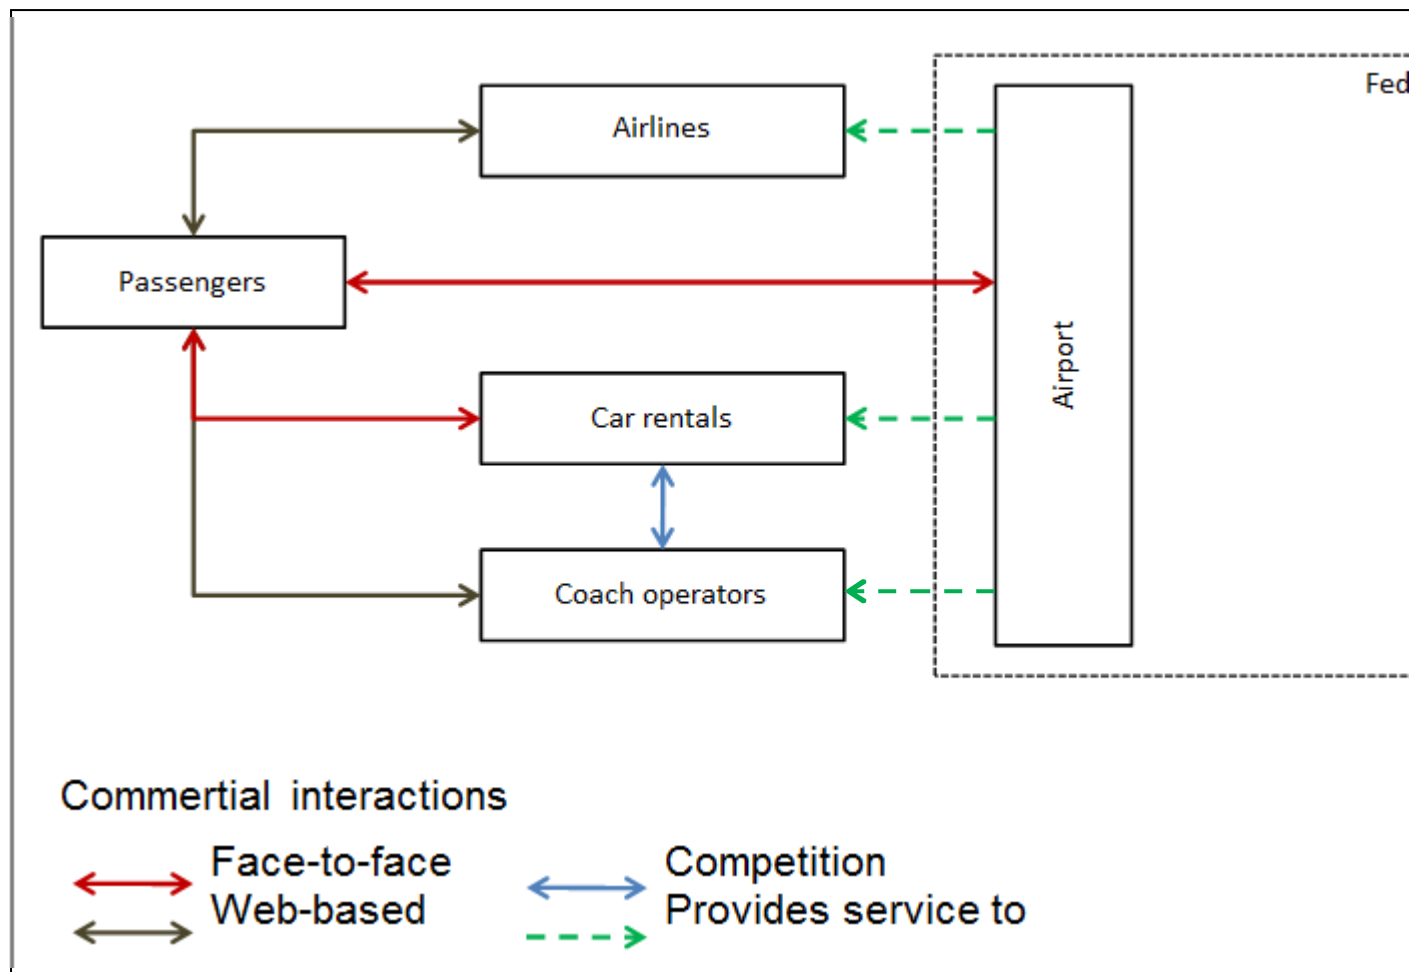 Fed
Airlines
Passengers
Airport
Car rentals
Coach operators
Commertial interactions
Face-to-face
Competition
Web-based
Provides service to